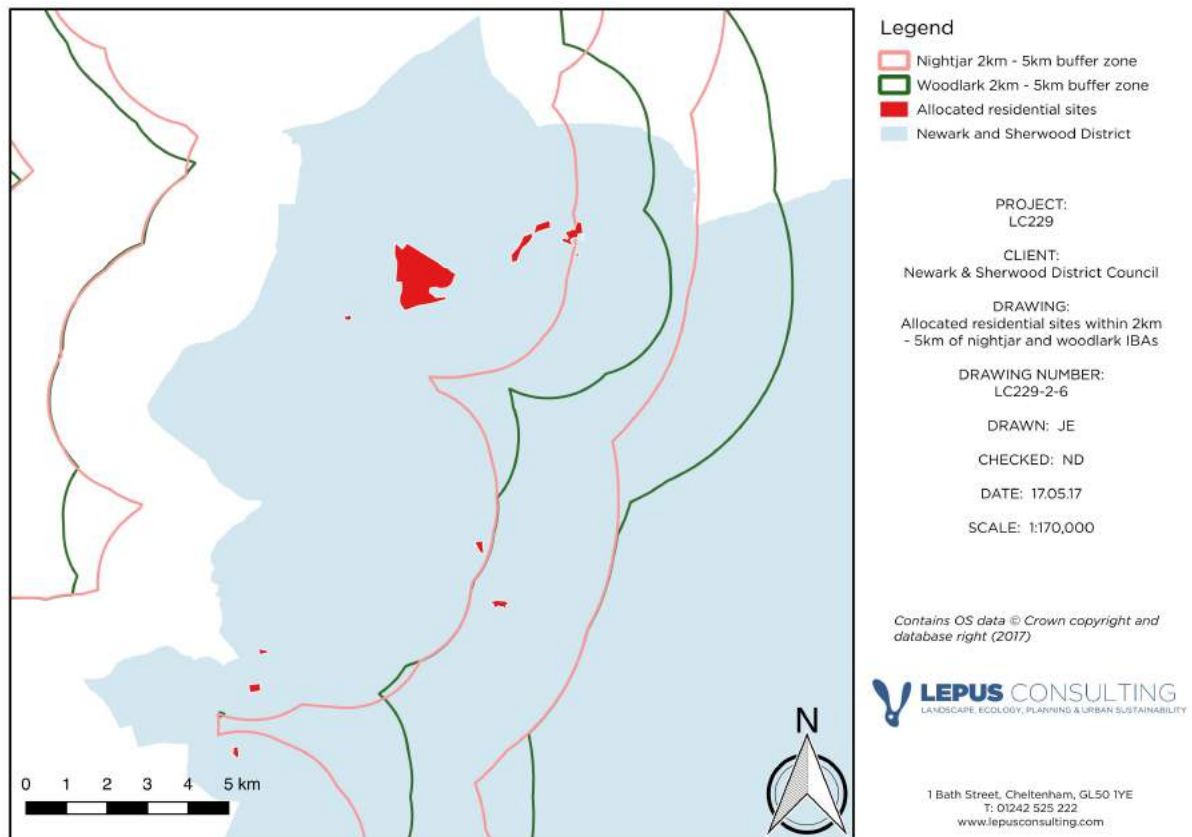 Legend
Nightjar 2km - 5km buffer zone
Woodlark 2km - 5km buffer zone
Allocated residential sites
Newark and Sherwood District
PROJECT:
LC229
CLIENT:
Newark & Sherwood District Council
DRAWING:
Allocated residential sites within 2km
- 5km of nightjar and woodlark IBAs
DRAWING NUMBER:
LC229-2-6
DRAWN: JE
CHECKED: ND
DATE: 17.05.17
SCALE: 1:170,000
Contains OS data © Crown copyright and
database right (2017)
LEPUS CONSULTING
LANDSCAPE, ECOLOGY, PLANNING & URBAN SUSTAINABILITY
1 Bath Street, Cheltenham, GL50 1YE
T: 01242 525 222
www.lepusconsulting.com
N
0 1 2 3 4 5 km